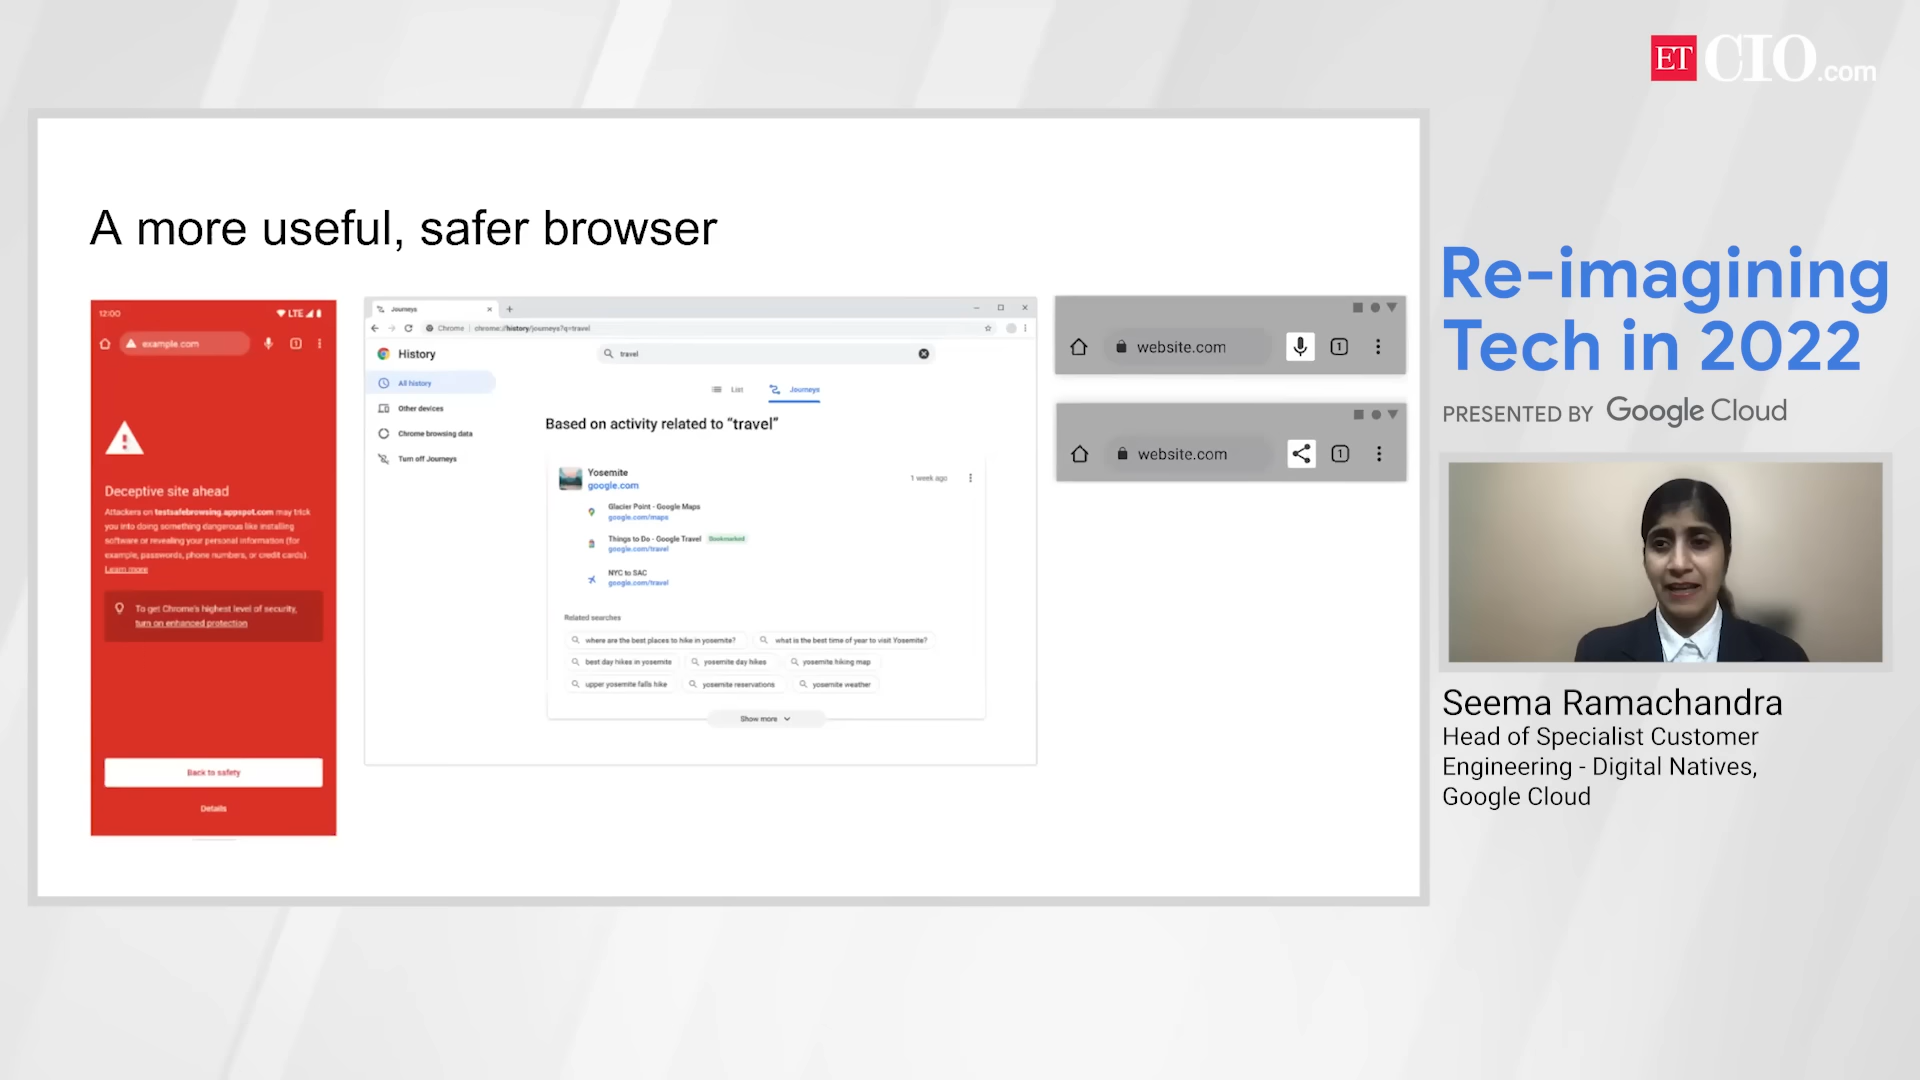 ET CIO.com
A more useful, safer browser
12:00
LTE
example.com
Deceptive site ahead
Attackers on testsafebrowsing.appspot.com may trick
you into doing something dangerous like installing
software or revealing your personal information (for
example, passwords, phone numbers, or credit cards).
Learn more
To get Chrome's highest level of security,
turn on enhanced protection
Back to safety
Details
Journeys
Chrome | chrome://history/journeys?q=travel
History
travel
All history
Other devices
Chrome browsing data
Turn off Journeys
List
Journeys
Based on activity related to “travel”
Yosemite
google.com
1 week ago
Glacier Point - Google Maps
google.com/maps
Things to Do - Google Travel Bookmarked
google.com/travel
NYC to SAC
google.com/travel
Related searches
where are the best places to hike in yosemite?
what is the best time of year to visit Yosemite?
best day hikes in yosemite
yosemite day hikes
yosemite hiking map
upper yosemite falls hike
yosemite reservations
yosemite weather
Show more
website.com
1
website.com
1
Re-imagining
Tech in 2022
PRESENTED BY Google Cloud
Seema Ramachandra
Head of Specialist Customer
Engineering - Digital Natives,
Google Cloud